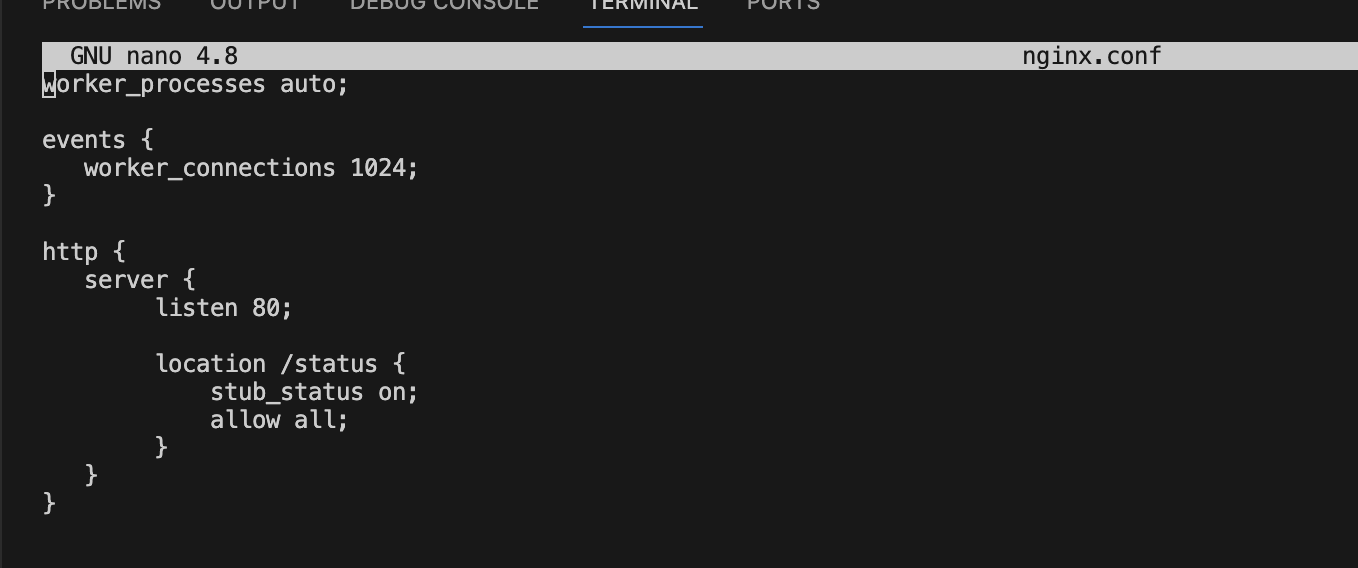 PROBLEMS OUTPUT DEBUG CONSOLE TERMINAL PORTS
GNU nano 4.8 nginx.conf
worker_processes auto;
events {
worker_connections 1024;
}
http {
server {
listen 80;
location /status {
stub_status on;
allow all;
}
}
}